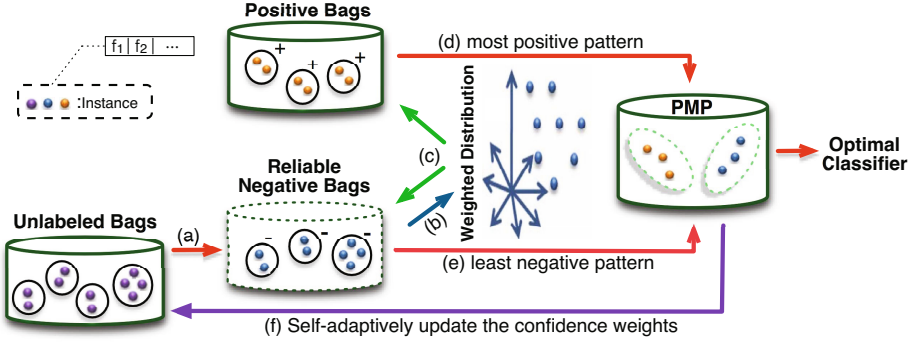 Positive Bags
f1 | f2 | ...
:Instance
+ + +
(d) most positive pattern
Weighted Distribution
PMP
Optimal
Classifier
(c)
Reliable
Negative Bags
(b)
Unlabeled Bags
(a)
- - -
(e) least negative pattern
(f) Self-adaptively update the confidence weights